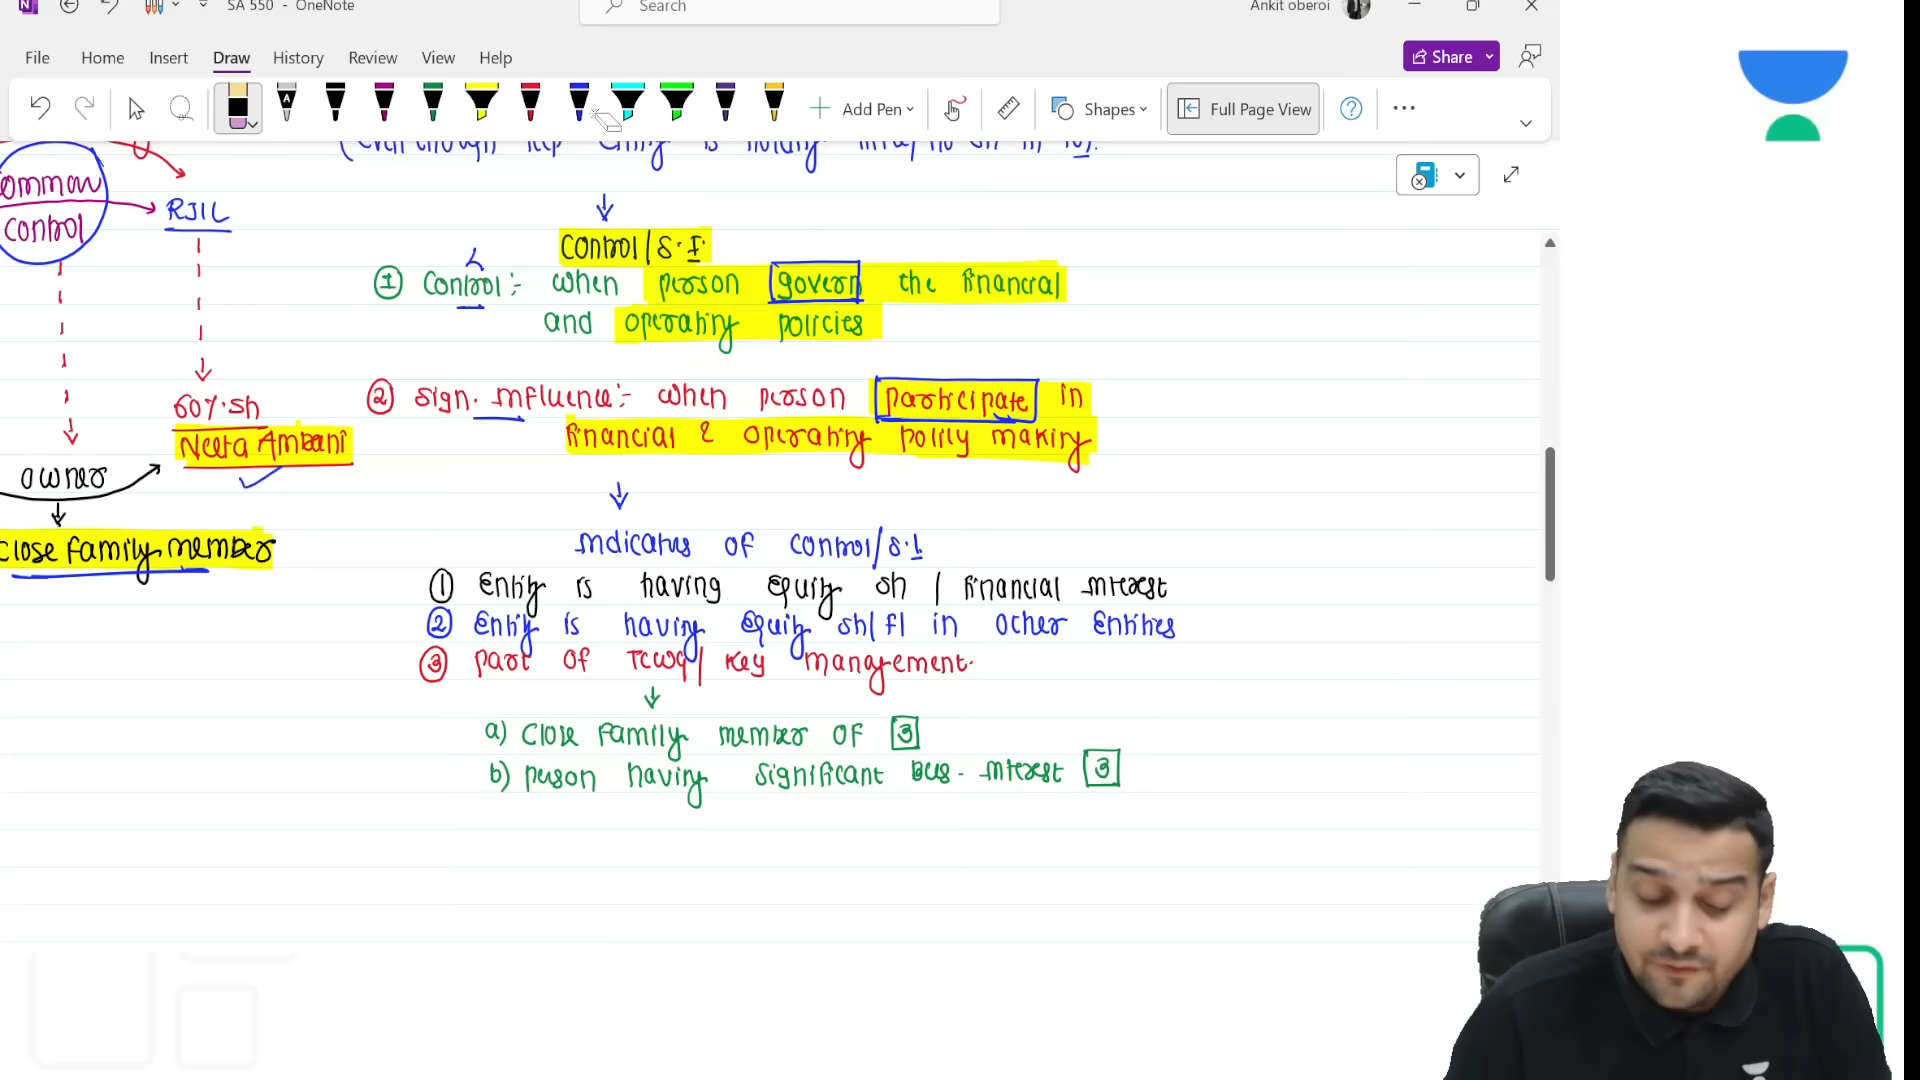 SA 550 - OneNote
Search
Ankit oberoi
File Home Insert Draw History Review View Help
Share
Add Pen
Shapes
Full Page View
Common
Control
RJIL
60% sh
Neeta Ambani
owner
Close family member
Control/S.I.
① Control:- when person govern the financial
and operating policies
② Sign. Influence:- when person participate in
financial & operating policy making
Indicators of Control/S.I.
① Entity is having equity sh / financial interest
② Entity is having equity sh/FI in other Entities
③ Part of TCWG/ Key management.
a) Close family member of 3
b) person having significant bus. interest 3